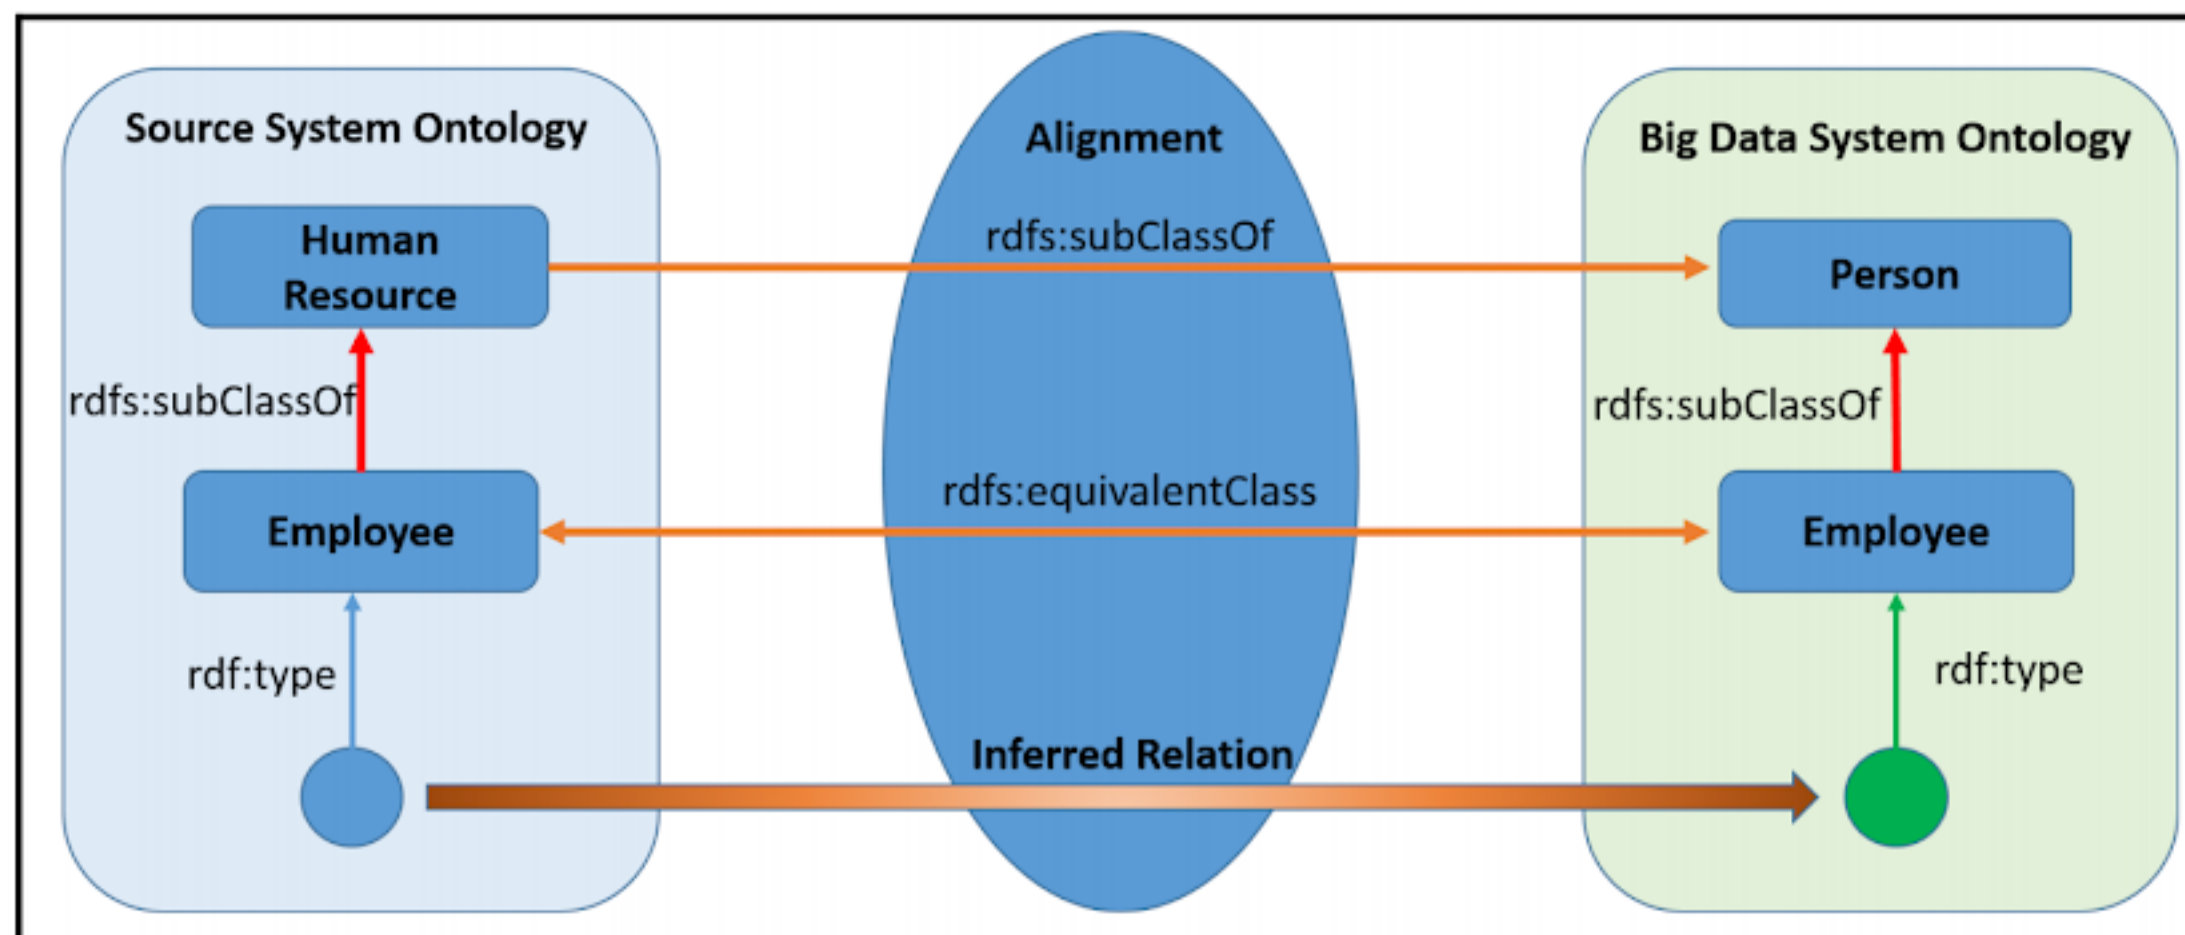 Source System Ontology
Human
Resource
rdfs:subClassOf
Employee
rdf:type
Alignment
rdfs:subClassOf
rdfs:equivalentClass
Inferred Relation
Big Data System Ontology
Person
rdfs:subClassOf
Employee
rdf:type